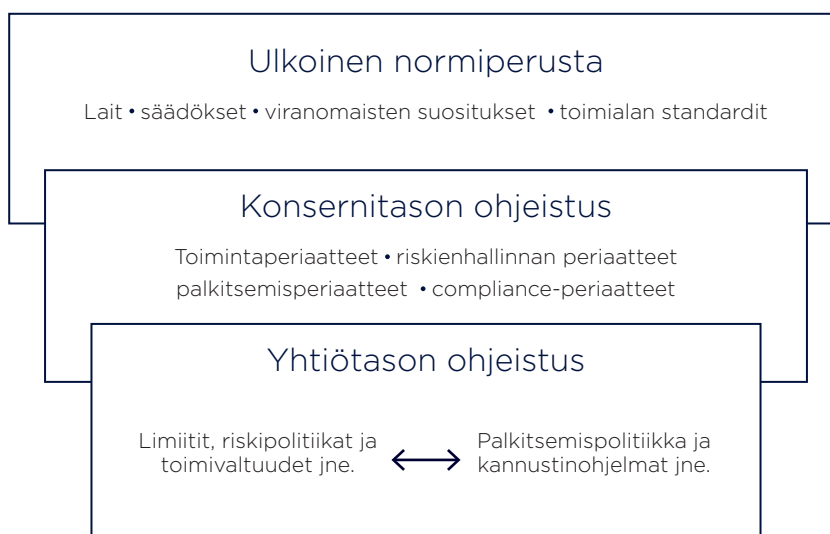 Ulkoinen normiperusta
Lait • säädökset • viranomaisten suositukset • toimialan standardit
Konsernitason ohjeistus
Toimintaperiaatteet • riskienhallinnan periaatteet
palkitsemisperiaatteet • compliance-periaatteet
Yhtiötason ohjeistus
Limiitit, riskipolitiikat ja
toimivaltuudet jne.
Palkitsemispolitiikka ja
kannustinohjelmat jne.